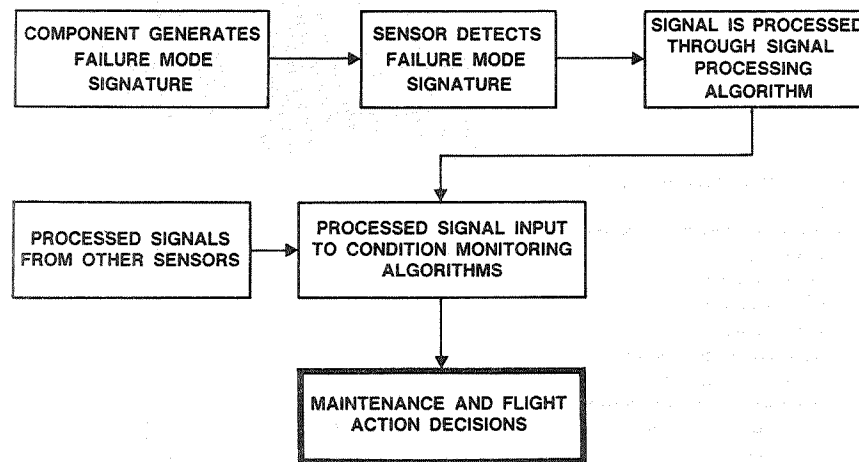 COMPONENT GENERATES
FAILURE MODE
SIGNATURE
SENSOR DETECTS
FAILURE MODE
SIGNATURE
SIGNAL IS PROCESSED
THROUGH SIGNAL
PROCESSING
ALGORITHM
PROCESSED SIGNALS
FROM OTHER SENSORS
PROCESSED SIGNAL INPUT
TO CONDITION MONITORING
ALGORITHMS
MAINTENANCE AND FLIGHT
ACTION DECISIONS